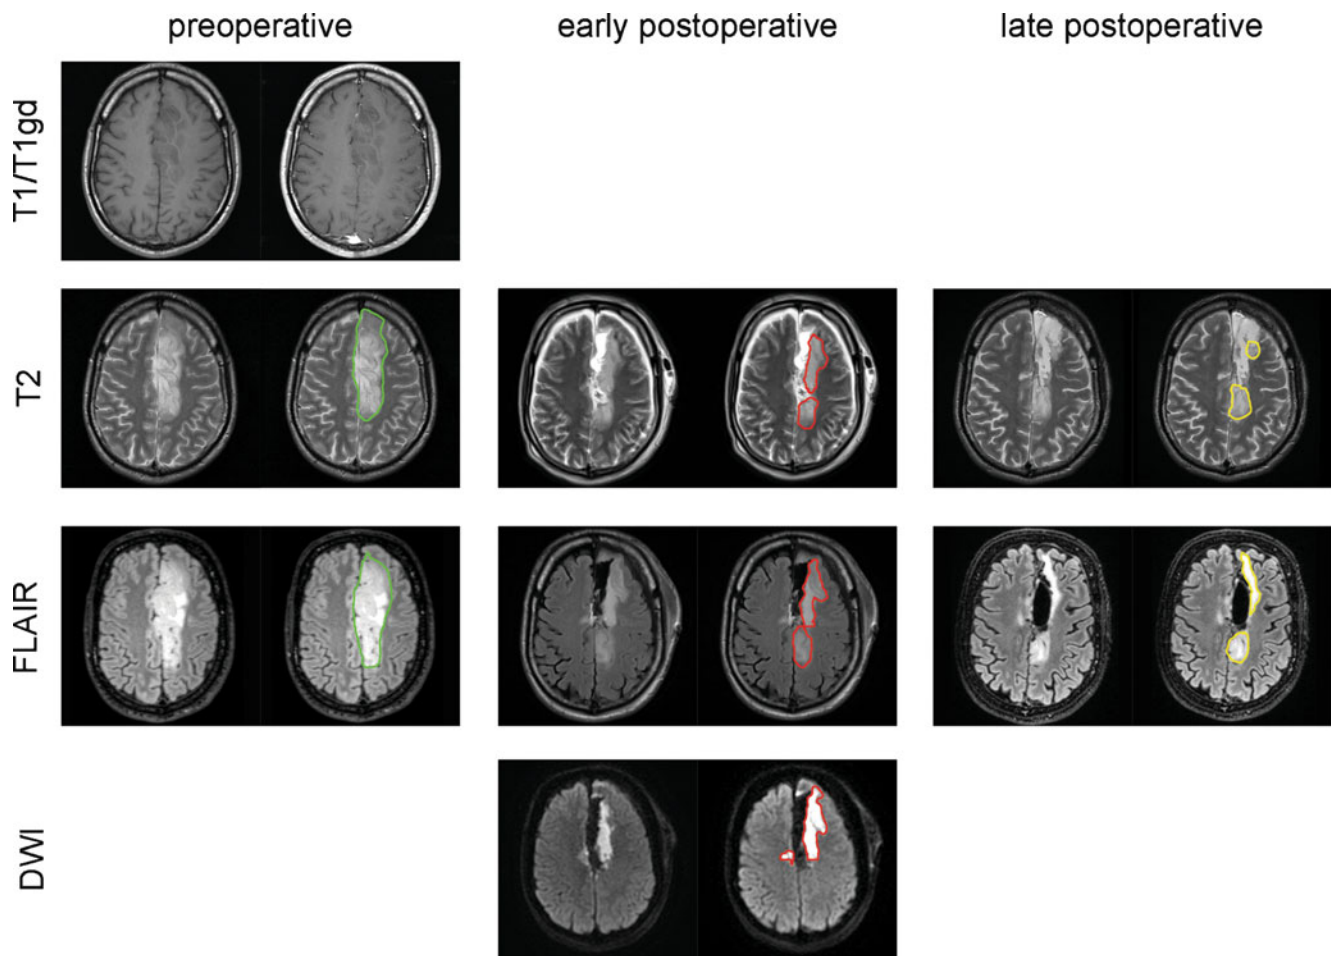 preoperative early postoperative late postoperative
T1/T1gd
T2
FLAIR
DWI